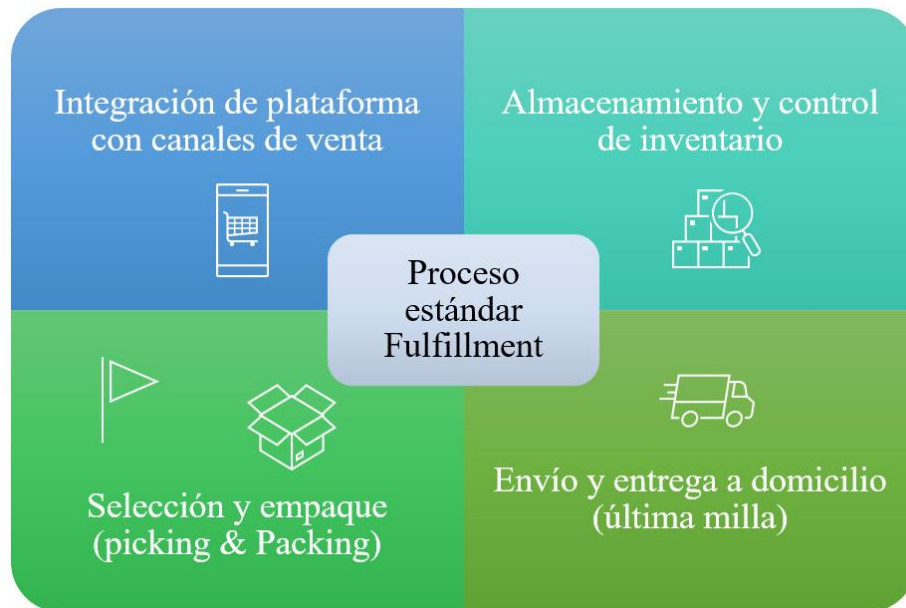 Integración de plataforma
con canales de venta
Almacenamiento y control
de inventario
Proceso
estándar
Fulfillment
Selección y empaque
(picking & Packing)
Envío y entrega a domicilio
(última milla)